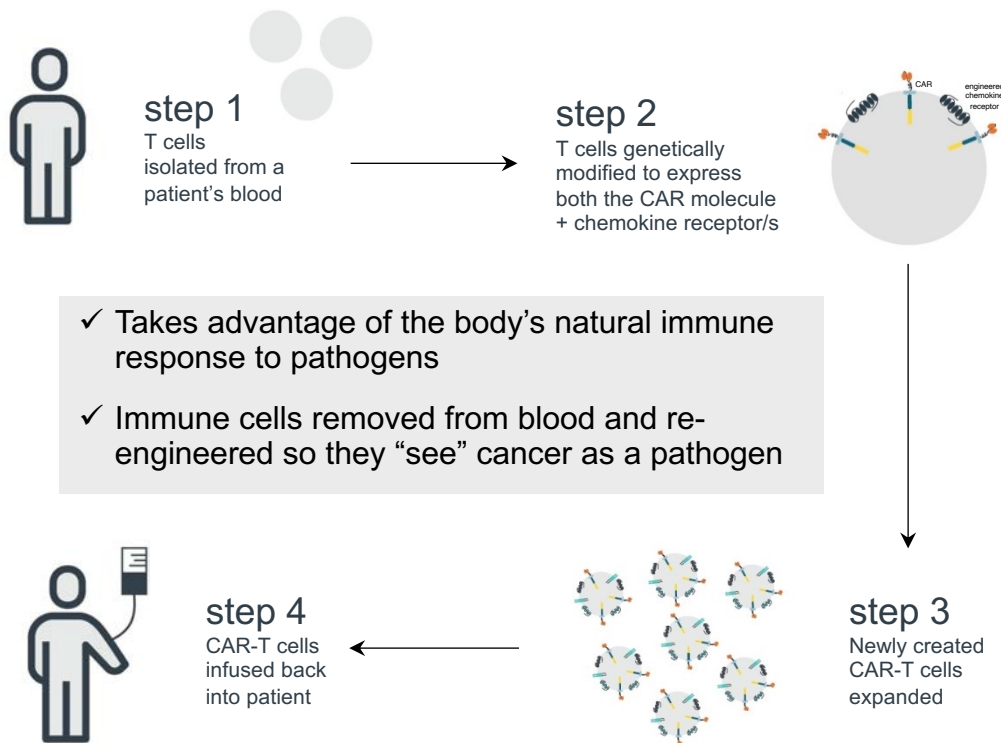 step 1
T cells
isolated from a
patient's blood
step 2
T cells genetically
modified to express
both the CAR molecule
+ chemokine receptor/s
CAR
engineered
chemokine
receptor
✓ Takes advantage of the body's natural immune
response to pathogens
✓ Immune cells removed from blood and re-
engineered so they “see” cancer as a pathogen
step 4
CAR-T cells
infused back
into patient
step 3
Newly created
CAR-T cells
expanded